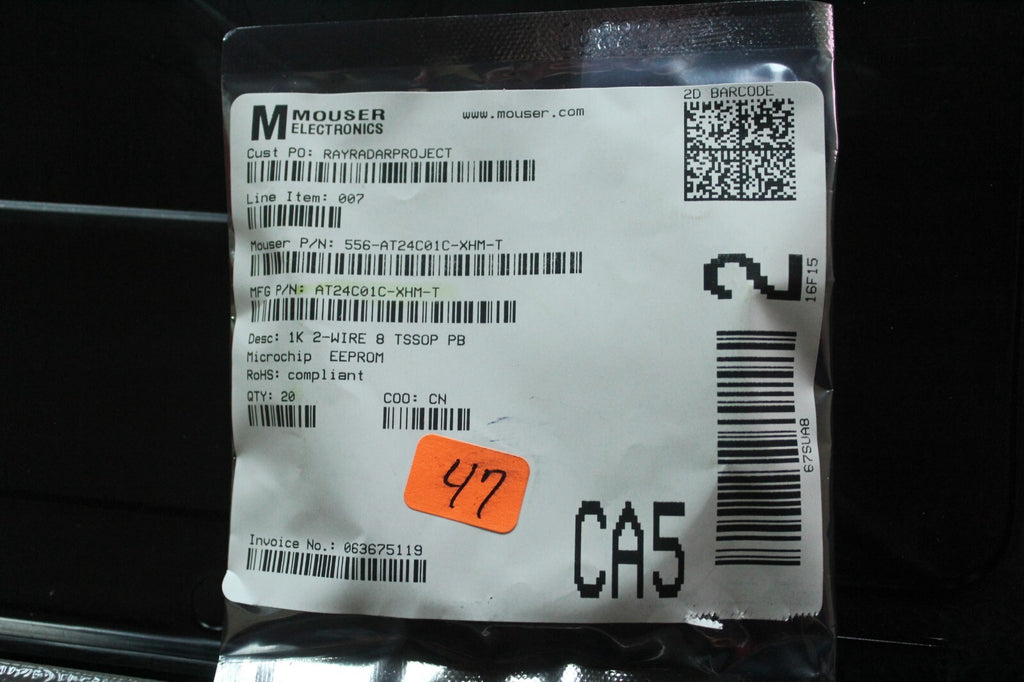 M MOUSER
ELECTRONICS
www.mouser.com
2D BARCODE
Cust PO: RAYRADARPROJECT
Line Item: 007
Mouser P/N: 556-AT24C01C-XHM-T
MFG P/N: AT24C01C-XHM-T
Desc: 1K 2-WIRE 8 TSSOP PB
Microchip EEPROM
RoHS: compliant
QTY: 20
COO: CN
47
Invoice No.: 063675119
2
16F15
67SUA8
CA5